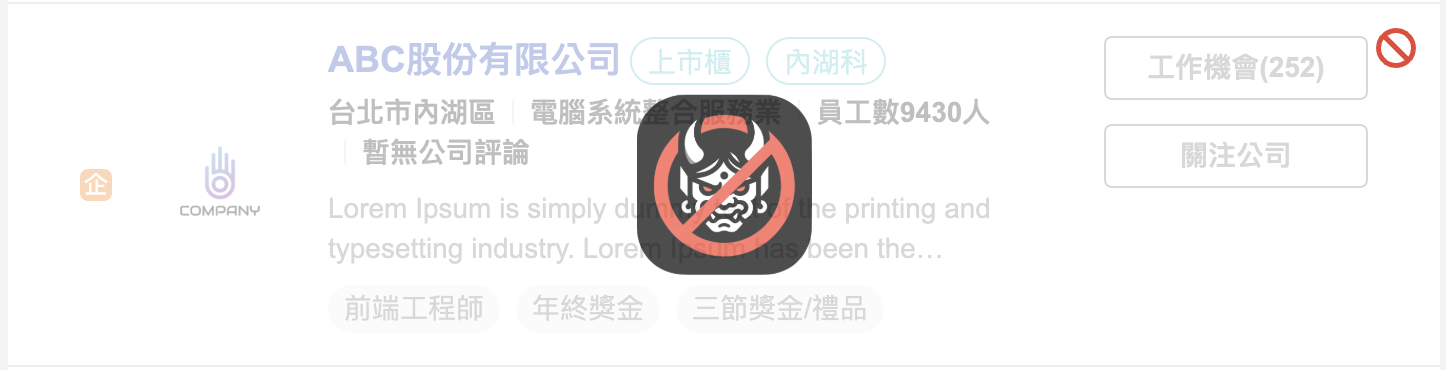 ABC股份有限公司 上市櫃 內湖科
工作機會(252)
台北市內湖區 電腦系統整合服務業 員工數9430人
暫無公司評論
關注公司
企
COMPANY
Lorem Ipsum is simply dummy text of the printing and
typesetting industry. Lorem Ipsum has been the…
前端工程師 年終獎金 三節獎金/禮品